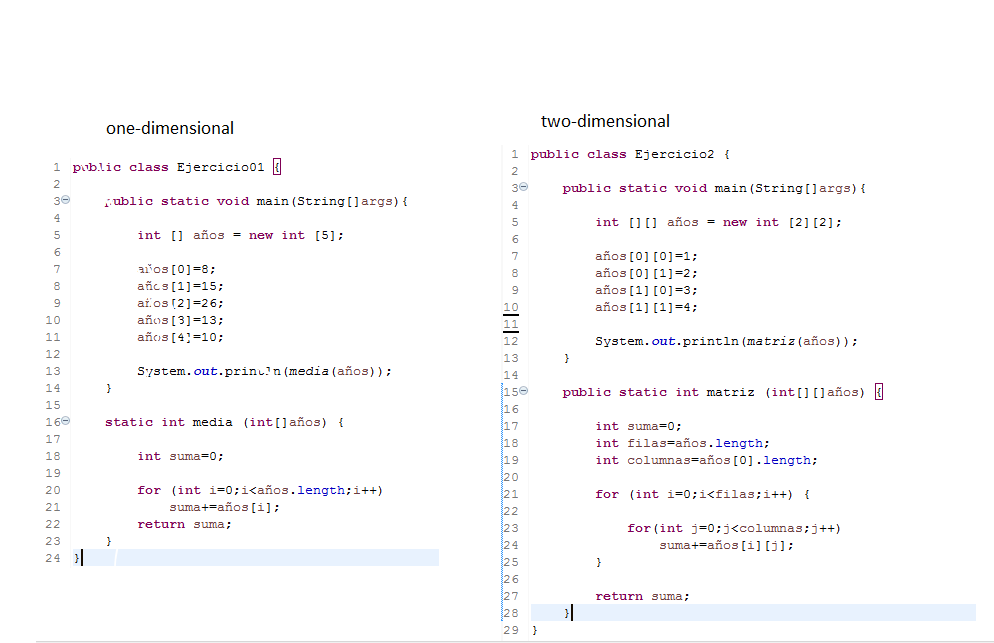 one-dimensional
1 public class Ejercicio01 {
2
3 public static void main(String[]args){
4
5 int [] años = new int [5];
6
7 años[0]=8;
8 años[1]=15;
9 años[2]=26;
10 años[3]=13;
11 años[4]=10;
12
13 System.out.println(media(años));
14 }
15
16 static int media (int[]años) {
17
18 int suma=0;
19
20 for (int i=0;i<años.length;i++)
21 suma+=años[i];
22 return suma;
23 }
24 }
two-dimensional
1 public class Ejercicio2 {
2
3 public static void main(String[]args){
4
5 int [][] años = new int [2][2];
6
7 años[0][0]=1;
8 años[0][1]=2;
9 años[1][0]=3;
10 años[1][1]=4;
11
12 System.out.println(matriz(años));
13 }
14
15 public static int matriz (int[][]años) {
16
17 int suma=0;
18 int filas=años.length;
19 int columnas=años[0].length;
20
21 for (int i=0;i<filas;i++) {
22
23 for(int j=0;j<columnas;j++)
24 suma+=años[i][j];
25 }
26
27 return suma;
28 }
29 }